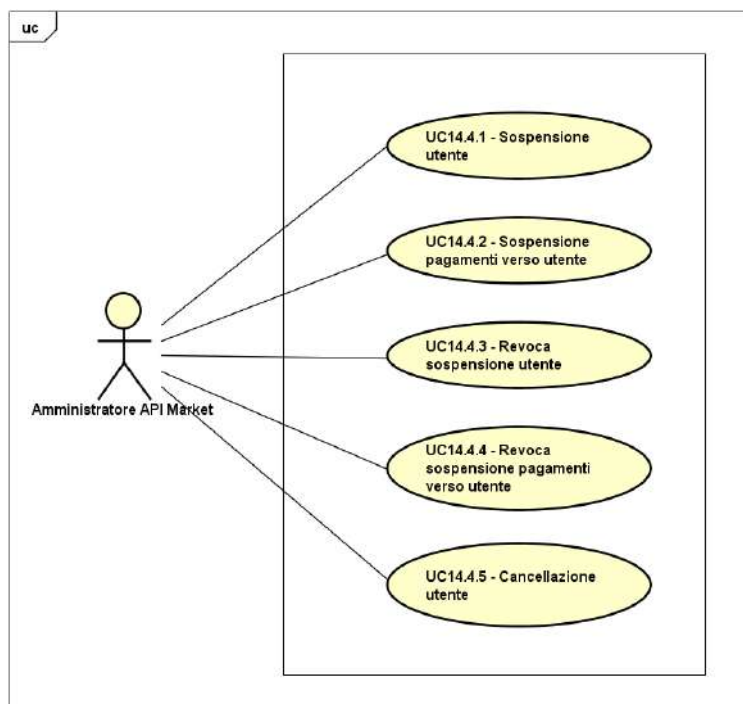 uc
UC14.4.1 - Sospensione
utente
UC14.4.2 - Sospensione
pagamenti verso utente
UC14.4.3 - Revoca
sospensione utente
Amministratore API Market
UC14.4.4 - Revoca
sospensione pagamenti
verso utente
UC14.4.5 - Cancellazione
utente